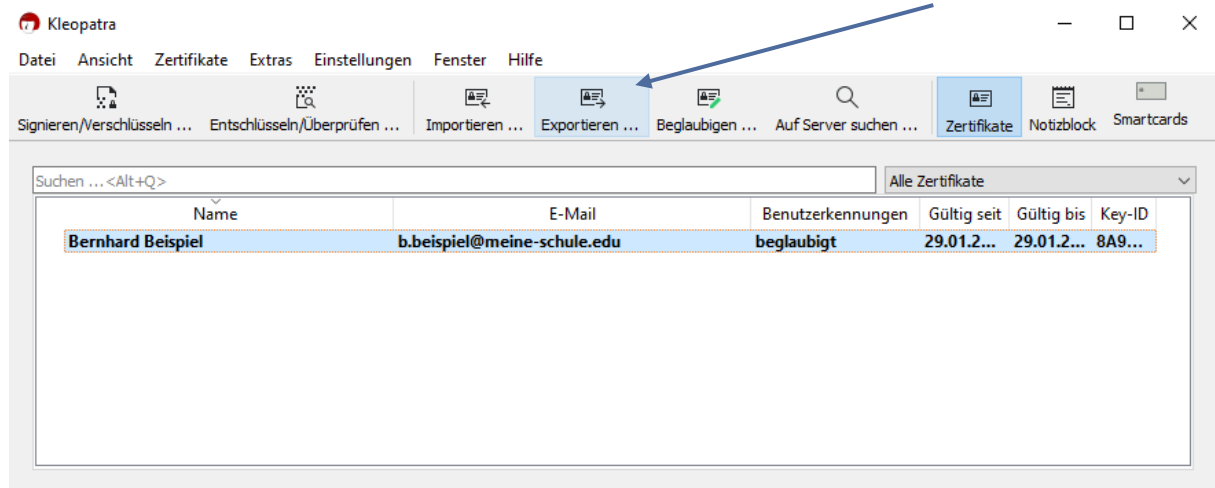 Kleopatra
Datei Ansicht Zertifikate Extras Einstellungen Fenster Hilfe
Signieren/Verschlüsseln ... Entschlüsseln/Überprüfen ... Importieren ... Exportieren ... Beglaubigen ... Auf Server suchen ... Zertifikate Notizblock Smartcards
Suchen ...<Alt+Q> Alle Zertifikate
Name E-Mail Benutzerkennungen Gültig seit Gültig bis Key-ID
Bernhard Beispiel b.beispiel@meine-schule.edu beglaubigt 29.01.2... 29.01.2... 8A9...